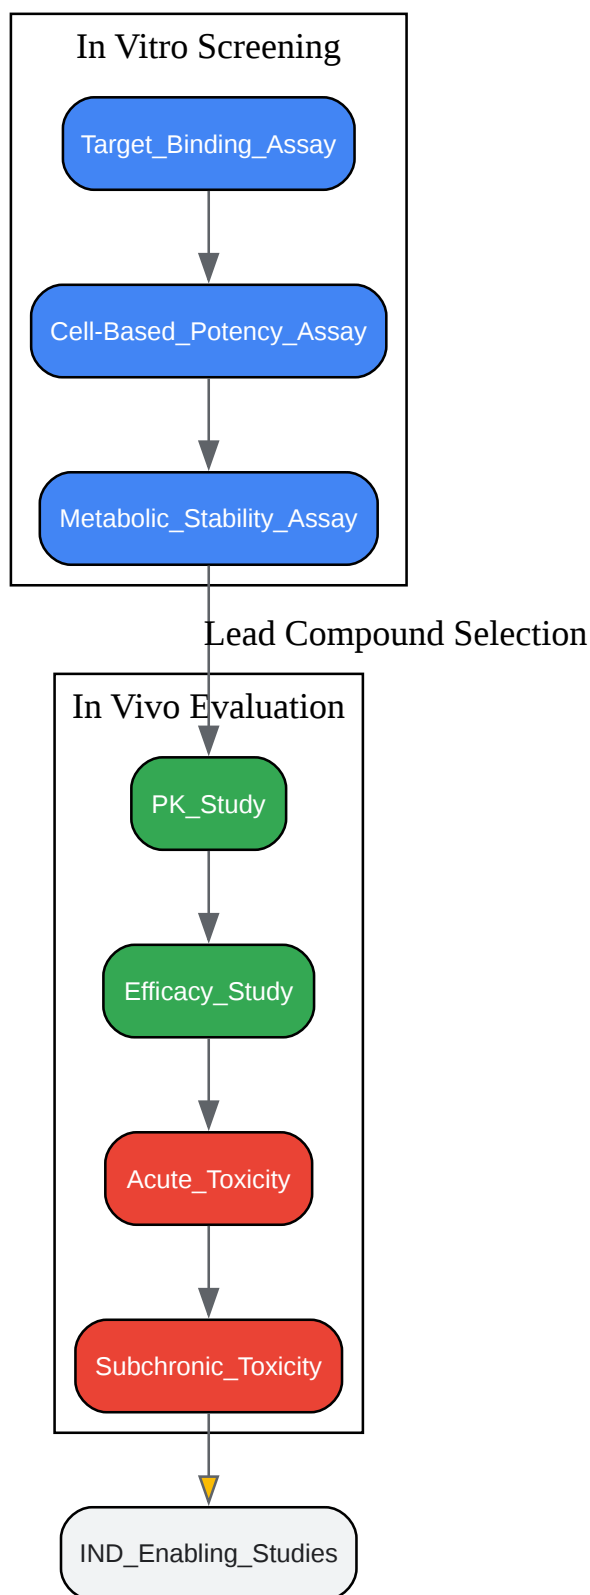 In Vitro Screening
Target_Binding_Assay
Cell-Based_Potency_Assay
Metabolic_Stability_Assay
Lead Compound Selection
In Vivo Evaluation
PK_Study
Efficacy_Study
Acute_Toxicity
Subchronic_Toxicity
IND_Enabling_Studies